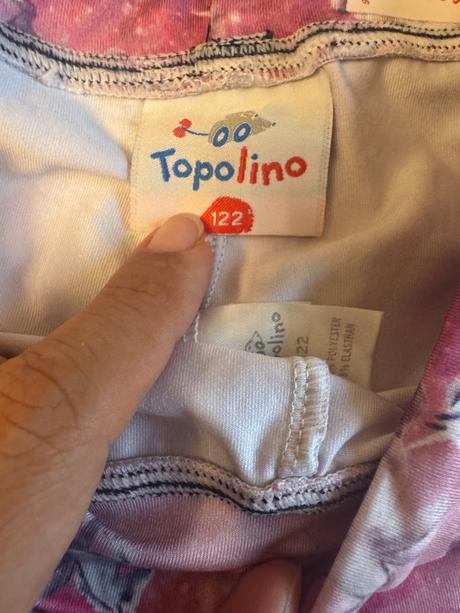 Topolino
122
POLYESTER
ELASTHAN